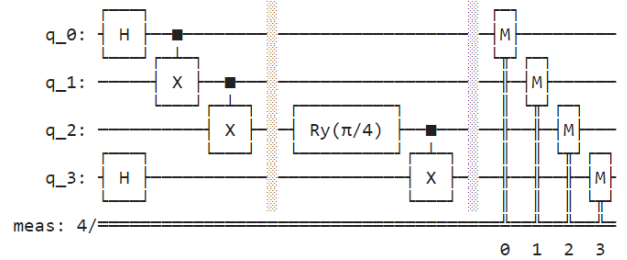 q_0: H M
q_1: X M
q_2: X Ry(π/4) M
q_3: H X M
meas: 4/
0 1 2 3